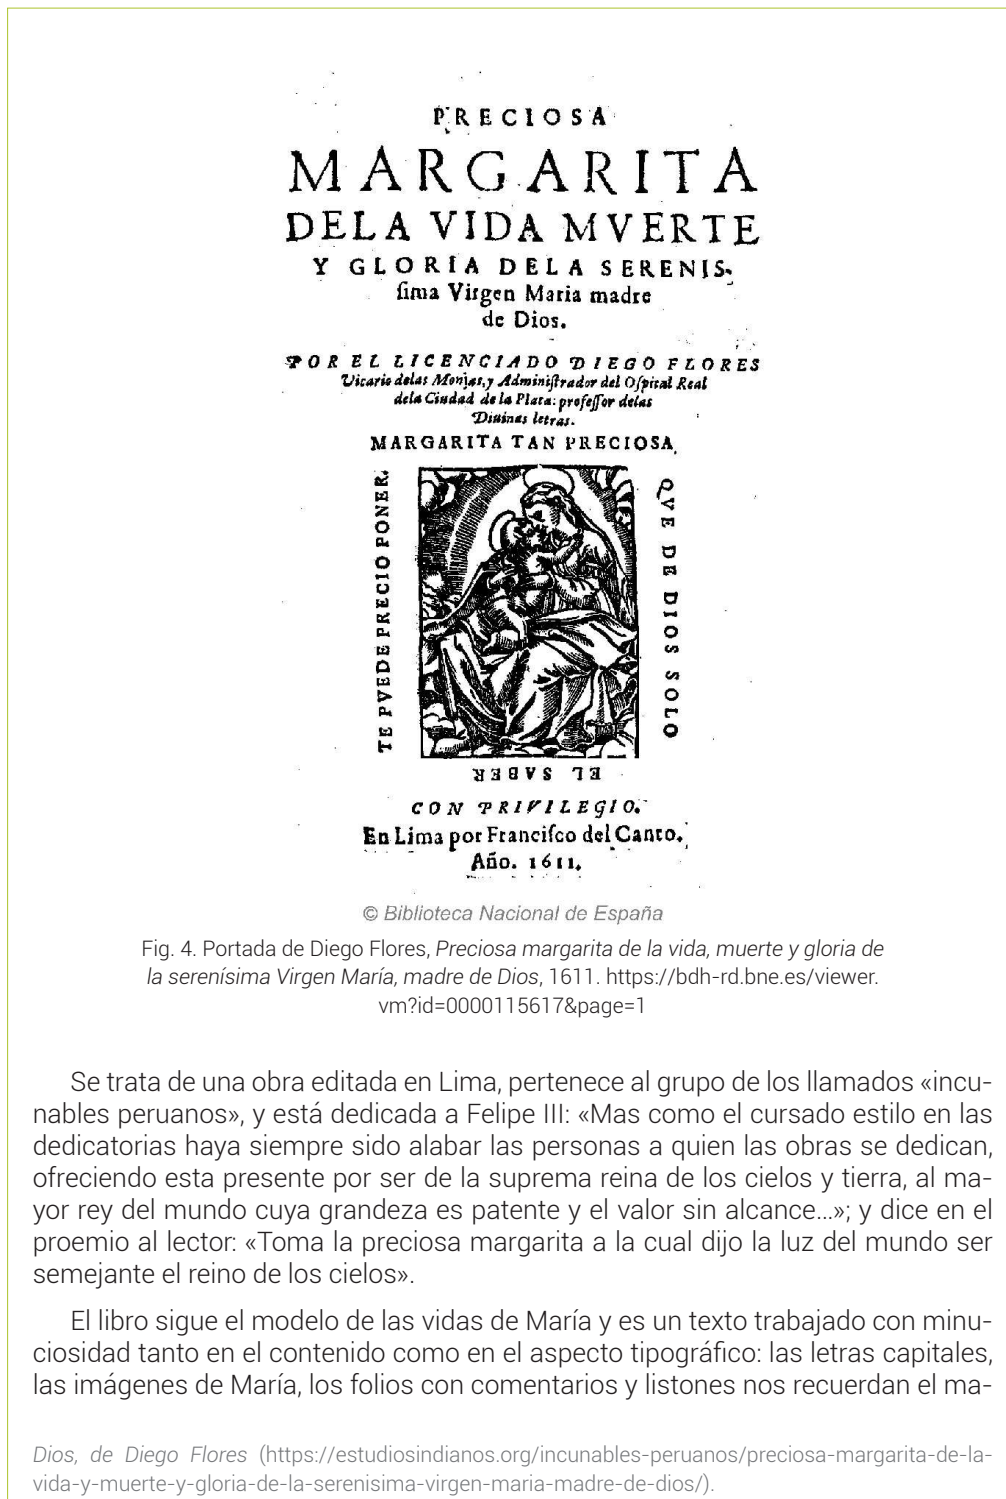 PRECIOSA
MARGARITA
DELA VIDA MVERTE
Y GLORIA DELA SERENIS-
ſima Virgen Maria madre
de Dios.
POR EL LICENCIADO DIEGO FLORES
Vicario delas Monjas, y Adminiſtrador del Oſpital Real
dela Ciudad de la Plata: profeſſor delas
Diuinas letras.
MARGARITA TAN PRECIOSA
QVE DE DIOS SOLO
EL SABER
TE PVEDE PRECIO PONER.
CON PRIVILEGIO.
En Lima por Franciſco del Canto.
Año. 1611.
© Biblioteca Nacional de España
Fig. 4. Portada de Diego Flores, Preciosa margarita de la vida, muerte y gloria de
la serenísima Virgen María, madre de Dios, 1611. https://bdh-rd.bne.es/viewer.
vm?id=0000115617&page=1
Se trata de una obra editada en Lima, pertenece al grupo de los llamados «incu-
nables peruanos», y está dedicada a Felipe III: «Mas como el cursado estilo en las
dedicatorias haya siempre sido alabar las personas a quien las obras se dedican,
ofreciendo esta presente por ser de la suprema reina de los cielos y tierra, al ma-
yor rey del mundo cuya grandeza es patente y el valor sin alcance...»; y dice en el
proemio al lector: «Toma la preciosa margarita a la cual dijo la luz del mundo ser
semejante el reino de los cielos».
El libro sigue el modelo de las vidas de María y es un texto trabajado con minu-
ciosidad tanto en el contenido como en el aspecto tipográfico: las letras capitales,
las imágenes de María, los folios con comentarios y listones nos recuerdan el ma-
Dios, de Diego Flores (https://estudiosindianos.org/incunables-peruanos/preciosa-margarita-de-la-
vida-y-muerte-y-gloria-de-la-serenisima-virgen-maria-madre-de-dios/).